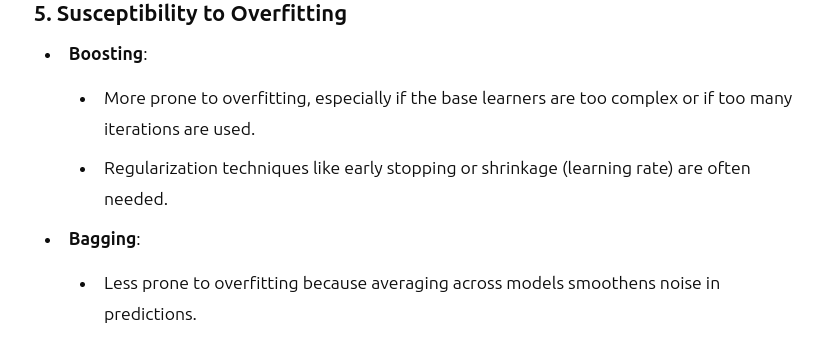 5. Susceptibility to Overfitting
• Boosting:
• More prone to overfitting, especially if the base learners are too complex or if too many
iterations are used.
• Regularization techniques like early stopping or shrinkage (learning rate) are often
needed.
• Bagging:
• Less prone to overfitting because averaging across models smoothens noise in
predictions.